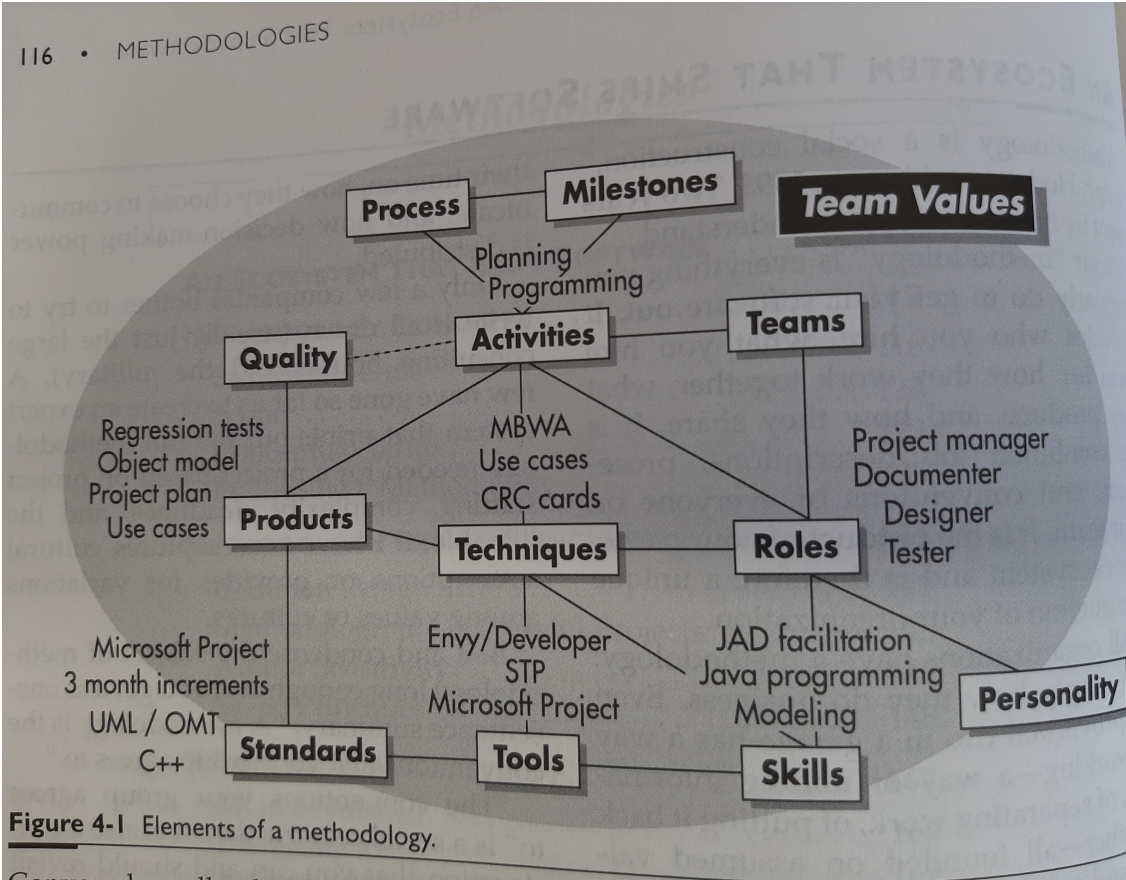 116 • METHODOLOGIES
Process
Milestones
Team Values
Planning
Programming
Quality
Activities
Teams
Regression tests
Object model
Project plan
Use cases
Products
MBWA
Use cases
CRC cards
Techniques
Project manager
Documenter
Designer
Tester
Roles
Microsoft Project
3 month increments
UML / OMT
C++
Standards
Envy/Developer
STP
Microsoft Project
Tools
JAD facilitation
Java programming
Modeling
Skills
Personality
Figure 4-1 Elements of a methodology.